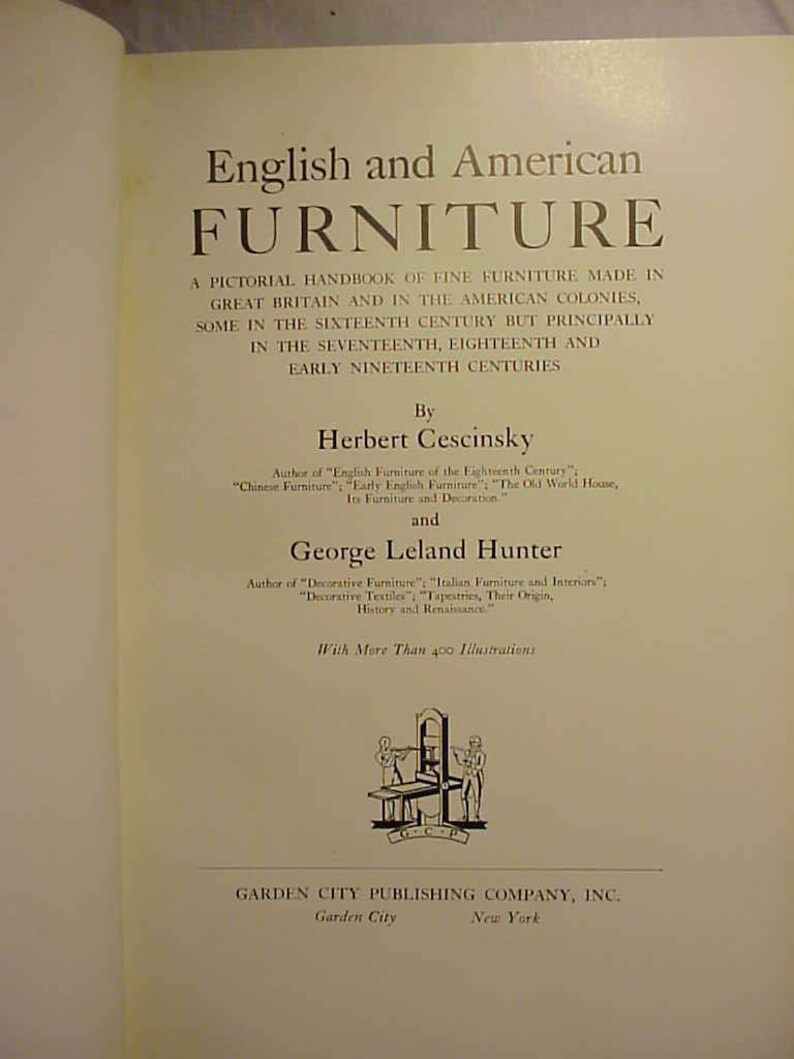 English and American
FURNITURE
A PICTORIAL HANDBOOK OF FINE FURNITURE MADE IN
GREAT BRITAIN AND IN THE AMERICAN COLONIES,
SOME IN THE SIXTEENTH CENTURY BUT PRINCIPALLY
IN THE SEVENTEENTH, EIGHTEENTH AND
EARLY NINETEENTH CENTURIES
By
Herbert Cescinsky
Author of "English Furniture of the Eighteenth Century";
"Chinese Furniture"; "Early English Furniture"; "The Old World House,
Its Furniture and Decoration."
and
George Leland Hunter
Author of "Decorative Furniture"; "Italian Furniture and Interiors";
"Decorative Textiles"; "Tapestries, Their Origin,
History and Renaissance."
With More Than 400 Illustrations
G · C · P
GARDEN CITY PUBLISHING COMPANY, INC.
Garden City New York